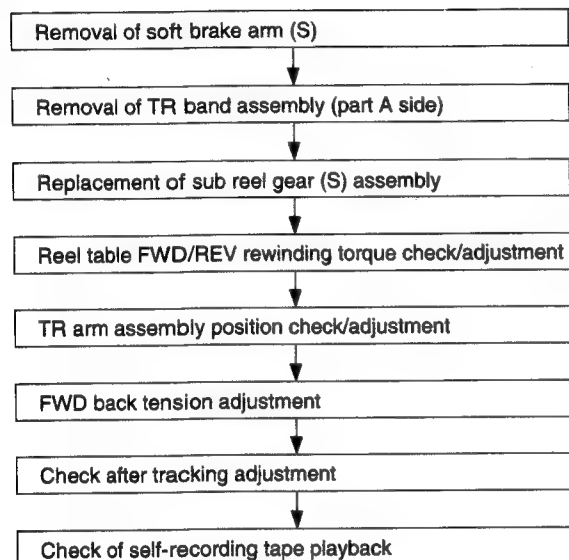 Removal of soft brake arm (S)
Removal of TR band assembly (part A side)
Replacement of sub reel gear (S) assembly
Reel table FWD/REV rewinding torque check/adjustment
TR arm assembly position check/adjustment
FWD back tension adjustment
Check after tracking adjustment
Check of self-recording tape playback